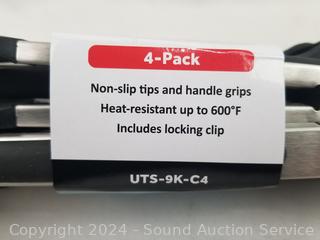 4-Pack
Non-slip tips and handle grips
Heat-resistant up to 600°F
Includes locking clip
UTS-9K-C4
Copyright 2024 - Sound Auction Service